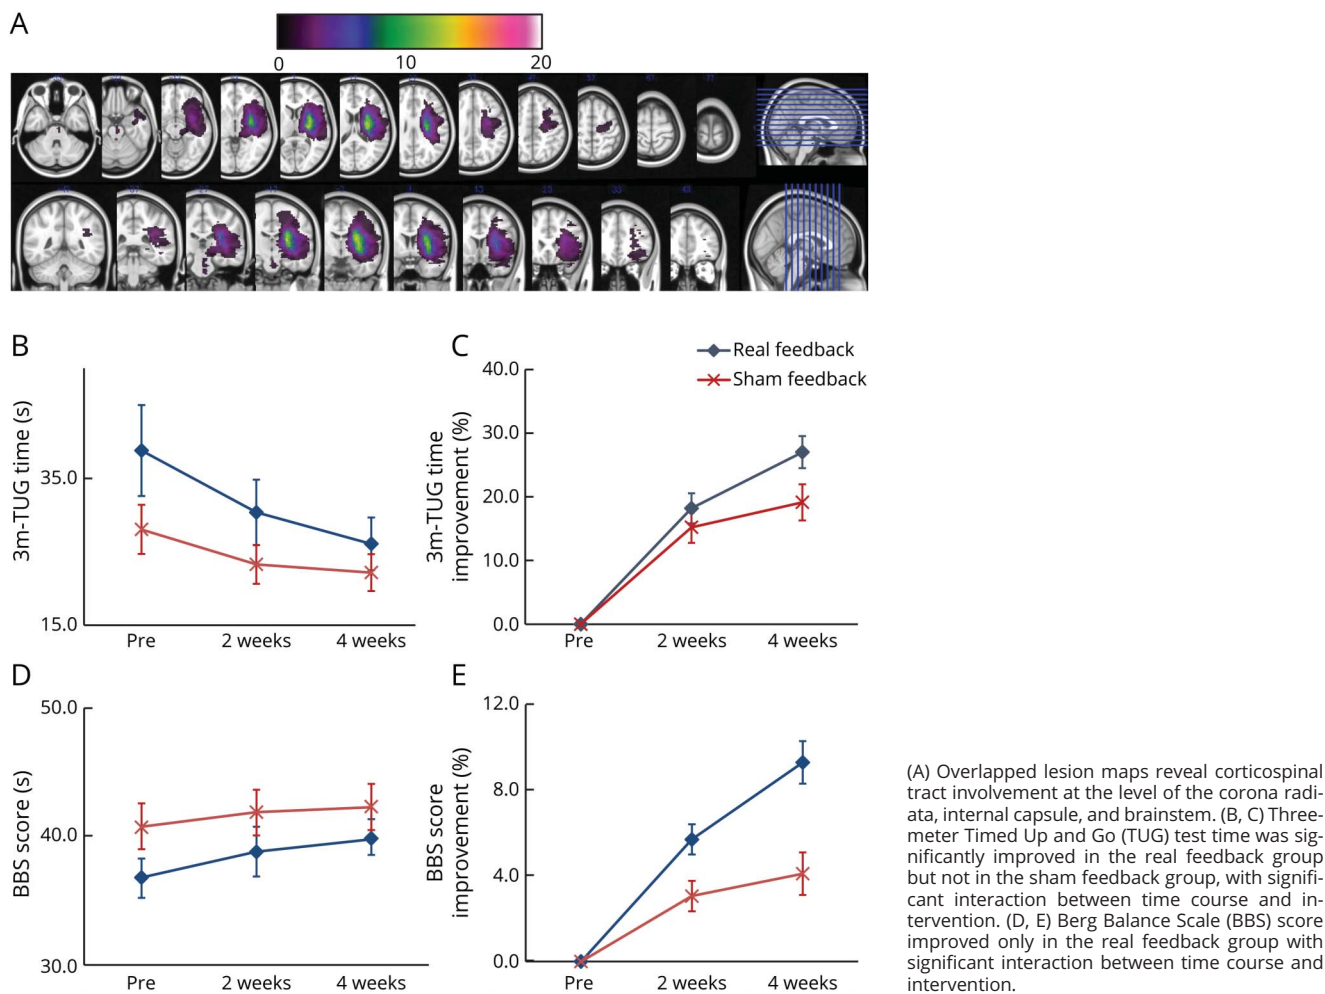 A
0 10 20
B
3m-TUG time (s)
35.0
15.0
Pre 2 weeks 4 weeks
C
Real feedback
Sham feedback
3m-TUG time
improvement (%)
40.0
30.0
20.0
10.0
0.0
Pre 2 weeks 4 weeks
D
BBS score (s)
50.0
40.0
30.0
Pre 2 weeks 4 weeks
E
BBS score
improvement (%)
12.0
8.0
4.0
0.0
Pre 2 weeks 4 weeks
(A) Overlapped lesion maps reveal corticospinal
tract involvement at the level of the corona radi-
ata, internal capsule, and brainstem. (B, C) Three-
meter Timed Up and Go (TUG) test time was sig-
nificantly improved in the real feedback group
but not in the sham feedback group, with signifi-
cant interaction between time course and in-
tervention. (D, E) Berg Balance Scale (BBS) score
improved only in the real feedback group with
significant interaction between time course and
intervention.